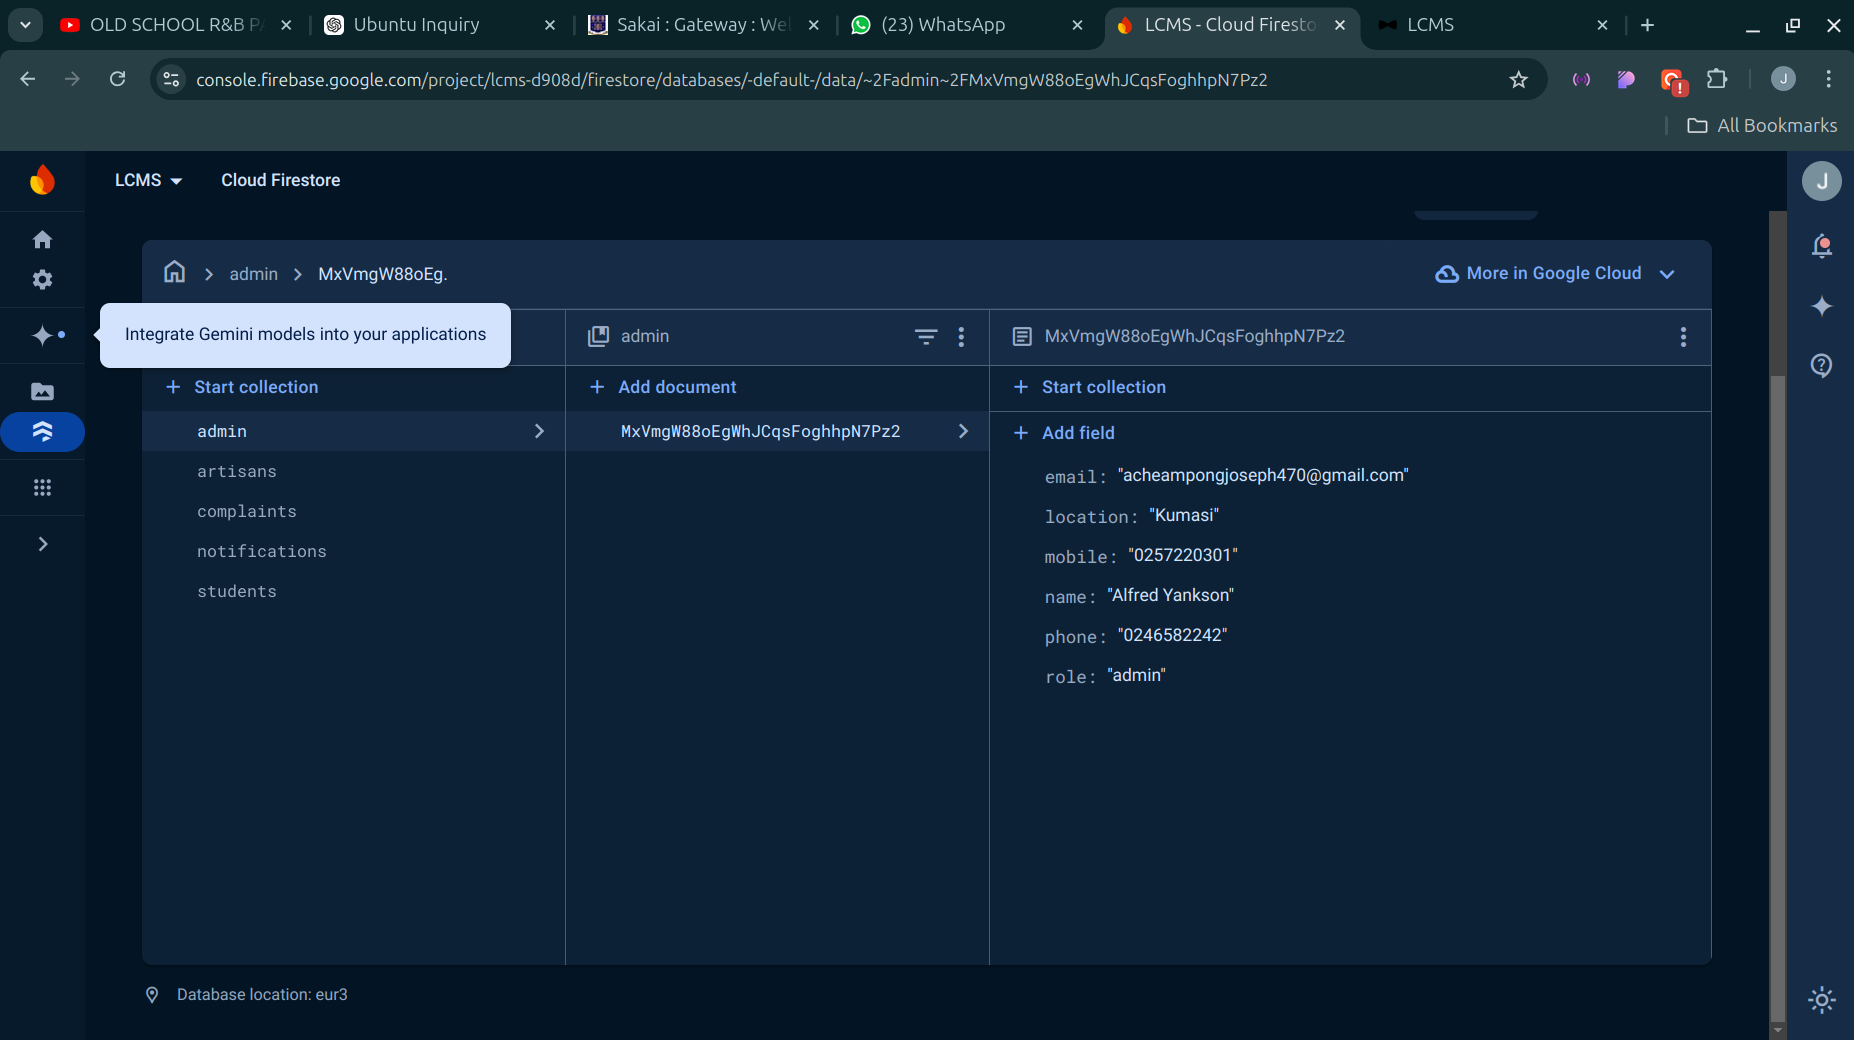 OLD SCHOOL R&B P
Ubuntu Inquiry
Sakai : Gateway : We
(23) WhatsApp
LCMS - Cloud Firesto
LCMS
console.firebase.google.com/project/lcms-d908d/firestore/databases/-default-/data/~2Fadmin~2FMxVmgW88oEgWhJCqsFoghhpN7Pz2
J
All Bookmarks
LCMS
Cloud Firestore
J
admin
MxVmgW88oEg.
More in Google Cloud
Integrate Gemini models into your applications
admin
MxVmgW88oEgWhJCqsFoghhpN7Pz2
Start collection
Add document
Start collection
admin
MxVmgW88oEgWhJCqsFoghhpN7Pz2
Add field
artisans
email: "acheampongjoseph470@gmail.com"
complaints
location: "Kumasi"
notifications
mobile: "0257220301"
students
name: "Alfred Yankson"
phone: "0246582242"
role: "admin"
Database location: eur3